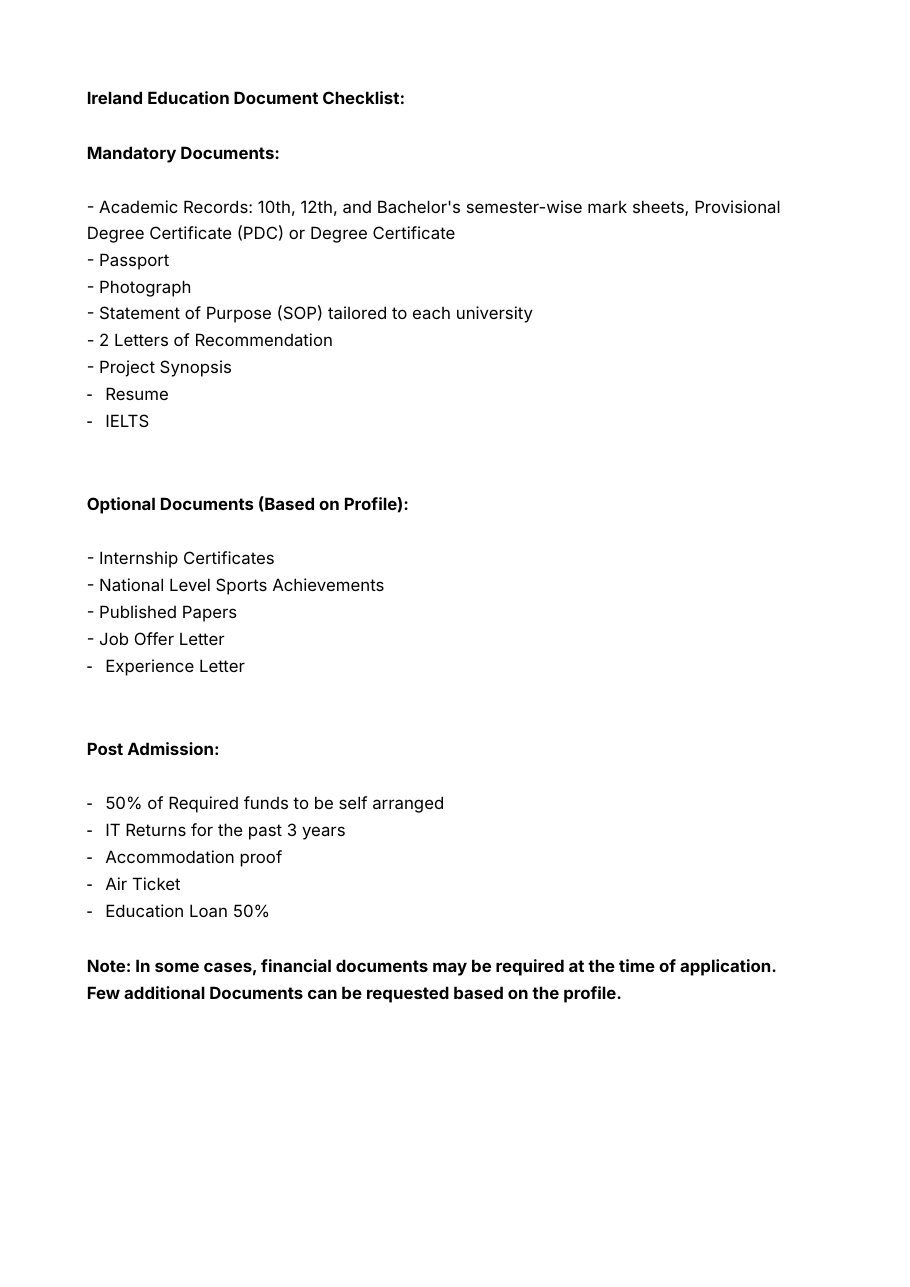 Ireland Education Document Checklist:
Mandatory Documents:
- Academic Records: 10th, 12th, and Bachelor's semester-wise mark sheets, Provisional
Degree Certificate (PDC) or Degree Certificate
- Passport
- Photograph
- Statement of Purpose (SOP) tailored to each university
- 2 Letters of Recommendation
- Project Synopsis
- Resume
- IELTS
Optional Documents (Based on Profile):
- Internship Certificates
- National Level Sports Achievements
- Published Papers
- Job Offer Letter
- Experience Letter
Post Admission:
- 50% of Required funds to be self arranged
- IT Returns for the past 3 years
- Accommodation proof
- Air Ticket
- Education Loan 50%
Note: In some cases, financial documents may be required at the time of application.
Few additional Documents can be requested based on the profile.